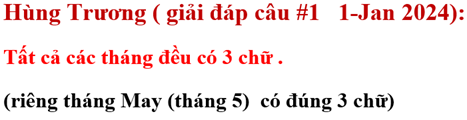 Hùng Trương ( giải đáp câu #1 1-Jan 2024):
Tất cả các tháng đều có 3 chữ .
(riêng tháng May (tháng 5) có đúng 3 chữ)